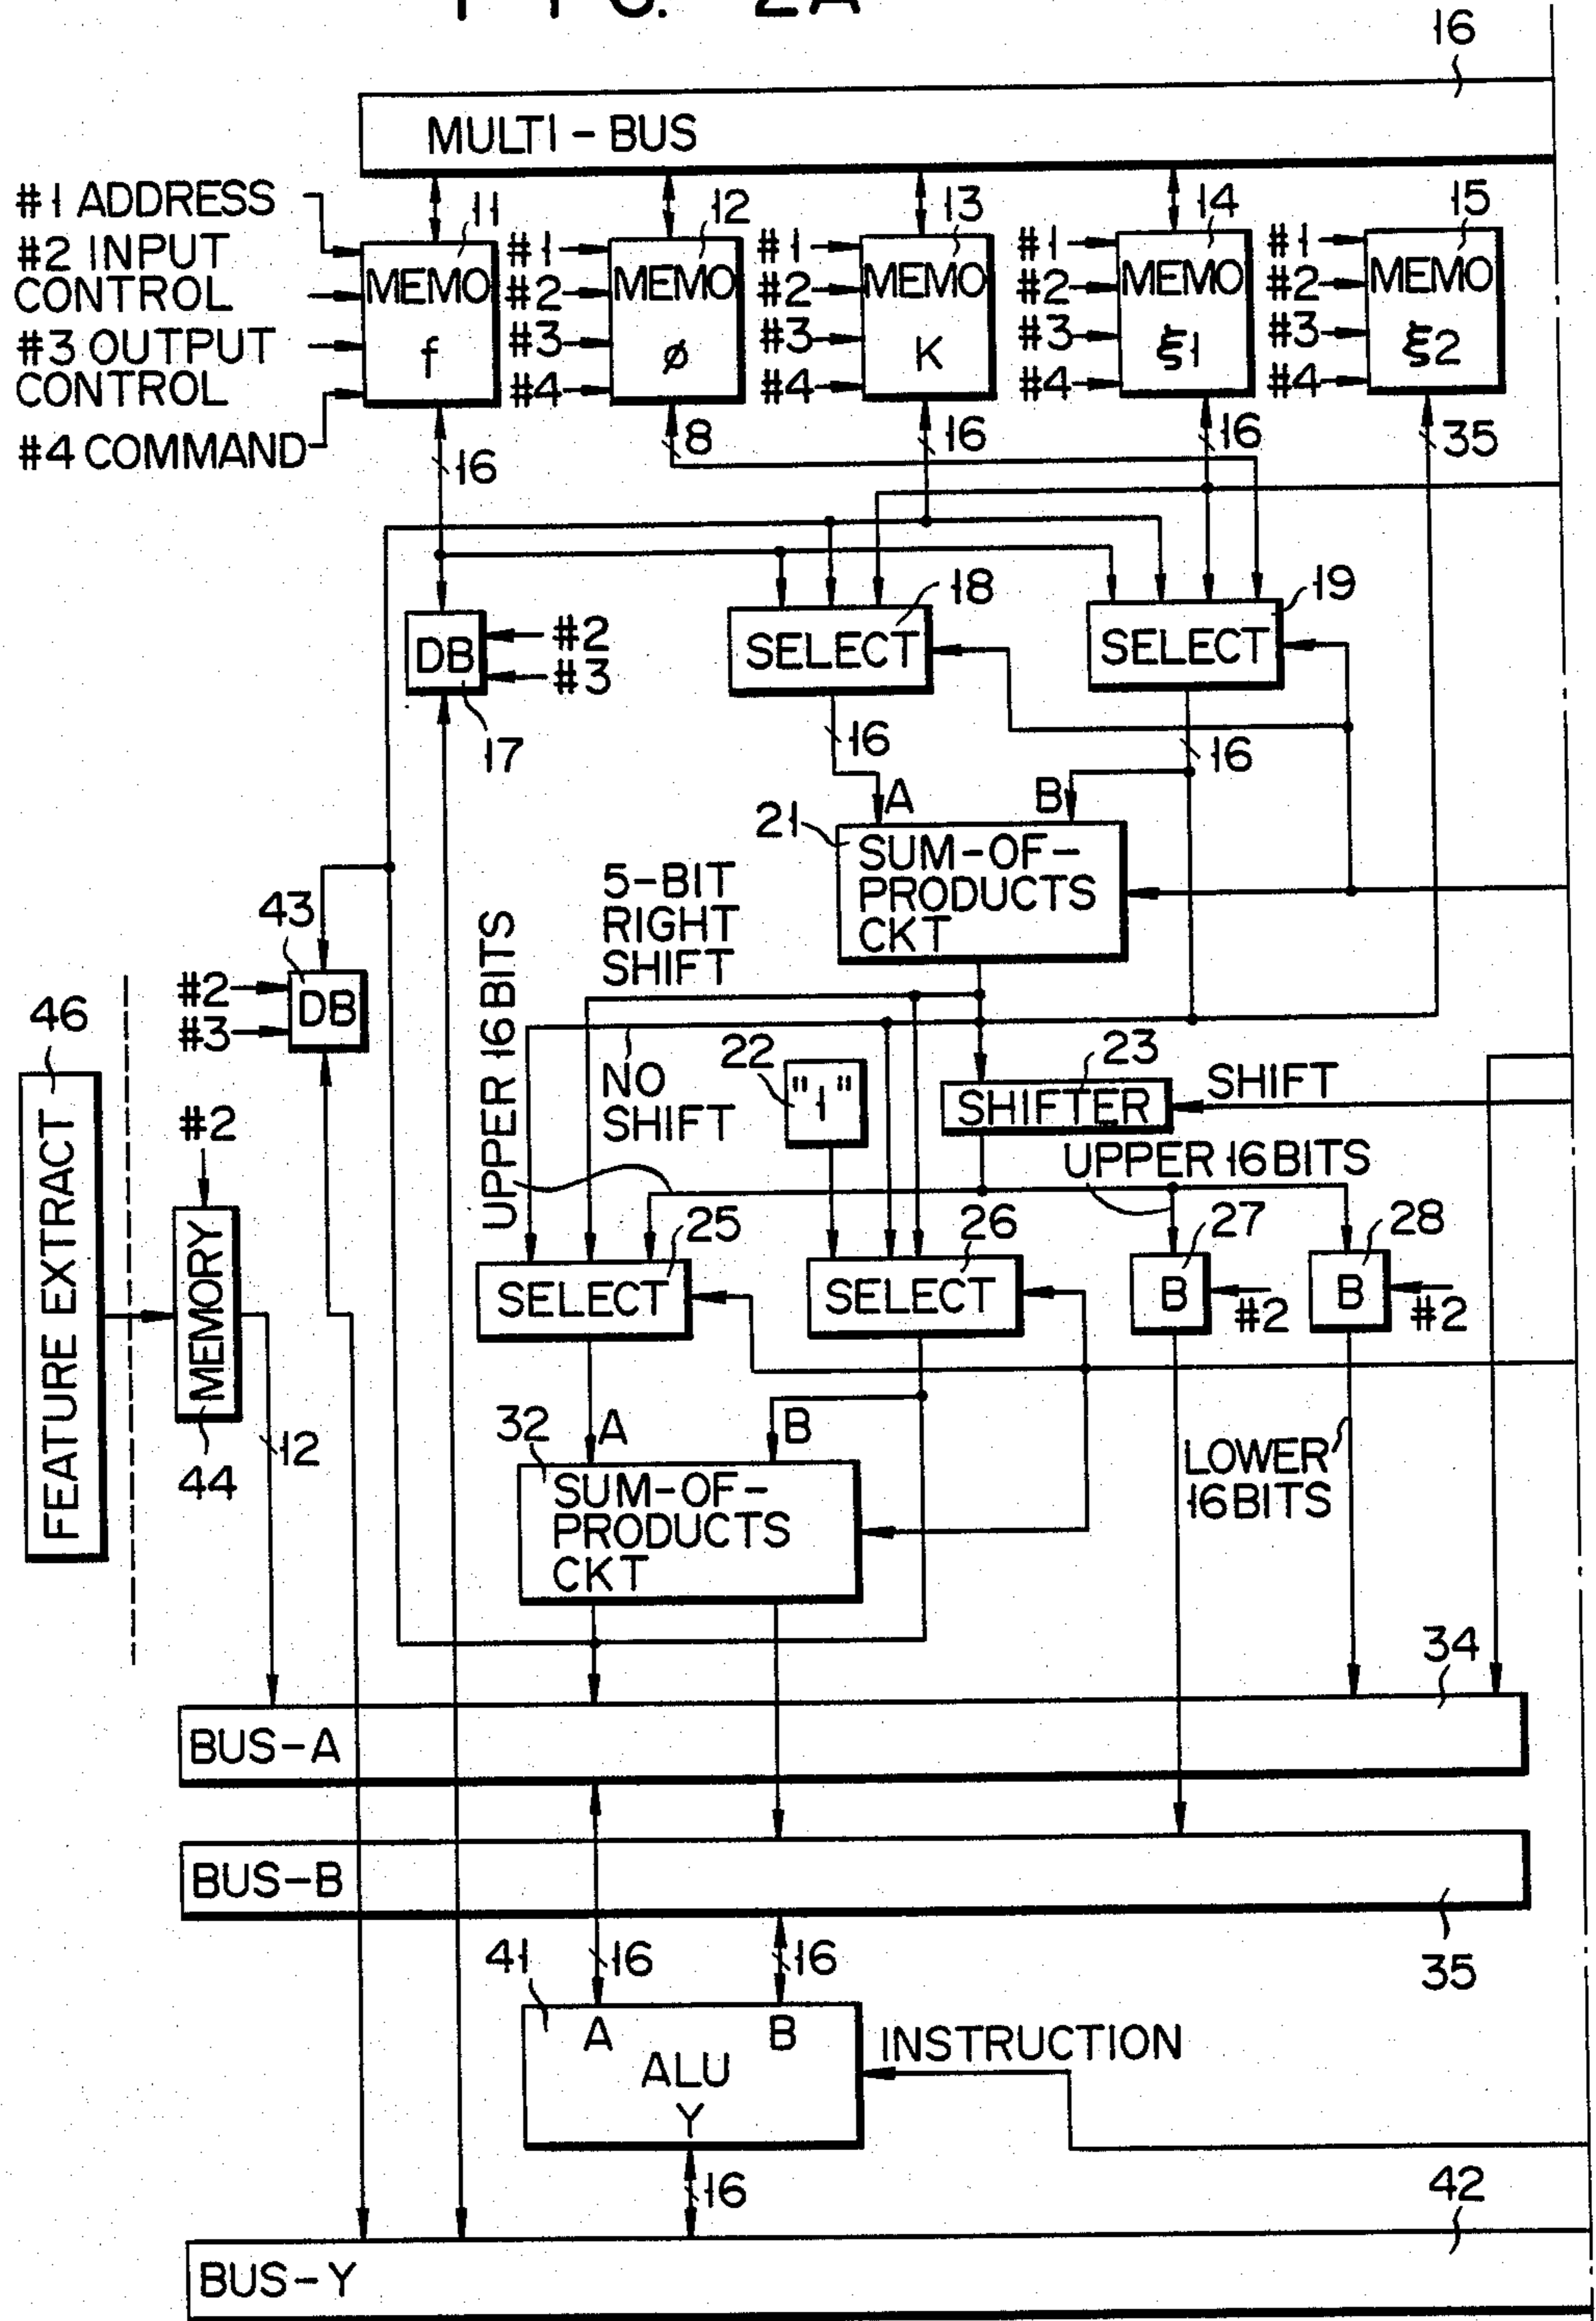 FIG. 2A
16
MULTI-BUS
#1 ADDRESS
#2 INPUT
CONTROL
#3 OUTPUT
CONTROL
#4 COMMAND
11
MEMO
f
12
#1
#2
#3
#4
MEMO
ø
13
#1
#2
#3
#4
MEMO
K
14
#1
#2
#3
#4
MEMO
ξ1
15
#1
#2
#3
#4
MEMO
ξ2
16
8
16
16
35
DB
#2
#3
17
SELECT
18
SELECT
19
16
16
A
B
21
SUM-OF-
PRODUCTS
CKT
5-BIT
RIGHT
SHIFT
UPPER 16 BITS
NO
SHIFT
43
#2
#3
DB
46
FEATURE EXTRACT
#2
MEMORY
44
12
22
"1"
23
SHIFTER
SHIFT
UPPER 16 BITS
25
SELECT
26
SELECT
27
B
#2
28
B
#2
32
A
B
SUM-OF-
PRODUCTS
CKT
LOWER
16 BITS
34
BUS-A
BUS-B
35
41
16
16
A
B
ALU
Y
INSTRUCTION
16
42
BUS-Y